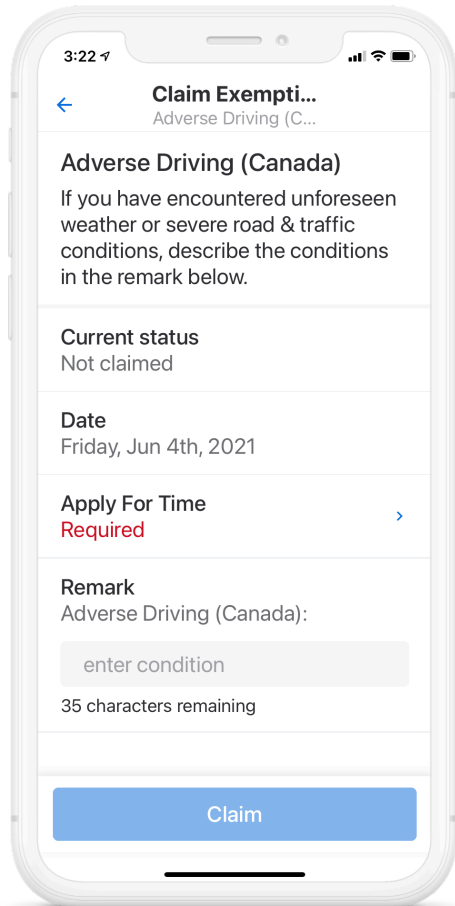 3:22
Claim Exempti...
Adverse Driving (C...
Adverse Driving (Canada)
If you have encountered unforeseen
weather or severe road & traffic
conditions, describe the conditions
in the remark below.
Current status
Not claimed
Date
Friday, Jun 4th, 2021
Apply For Time
Required
Remark
Adverse Driving (Canada):
enter condition
35 characters remaining
Claim